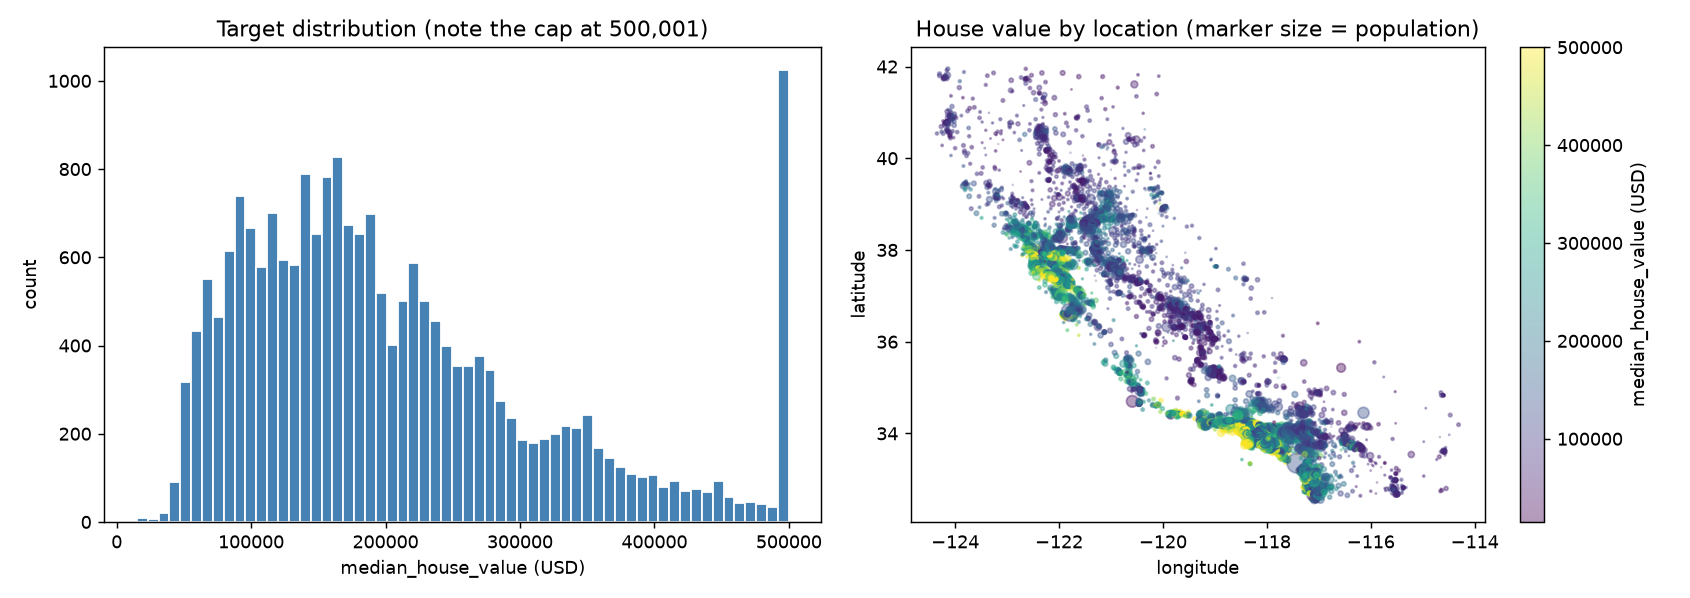 Target distribution (note the cap at 500,001)
count
1000
800
600
400
200
0
0 100000 200000 300000 400000 500000
median_house_value (USD)
House value by location (marker size = population)
latitude
42
40
38
36
34
−124 −122 −120 −118 −116 −114
longitude
500000
400000
300000
200000
100000
median_house_value (USD)